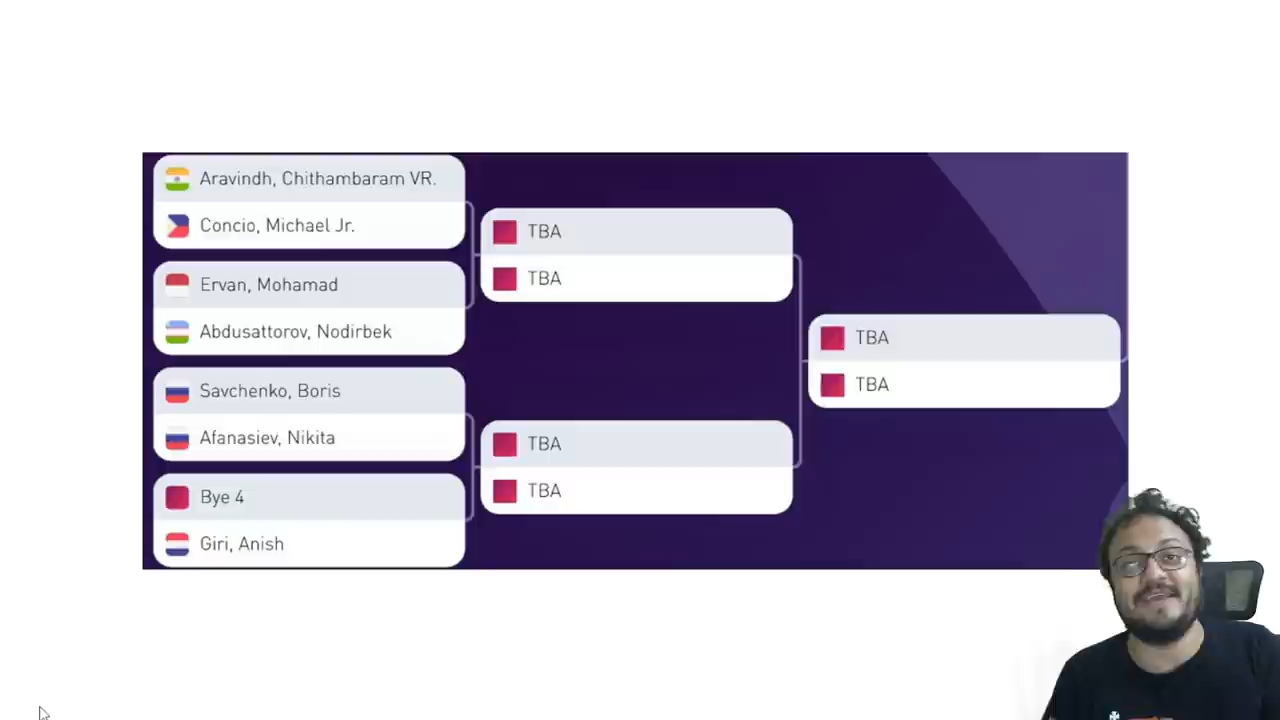 Aravindh, Chithambaram VR.
Concio, Michael Jr.
Ervan, Mohamad
Abdusattorov, Nodirbek
Savchenko, Boris
Afanasiev, Nikita
Bye 4
Giri, Anish
TBA
TBA
TBA
TBA
TBA
TBA